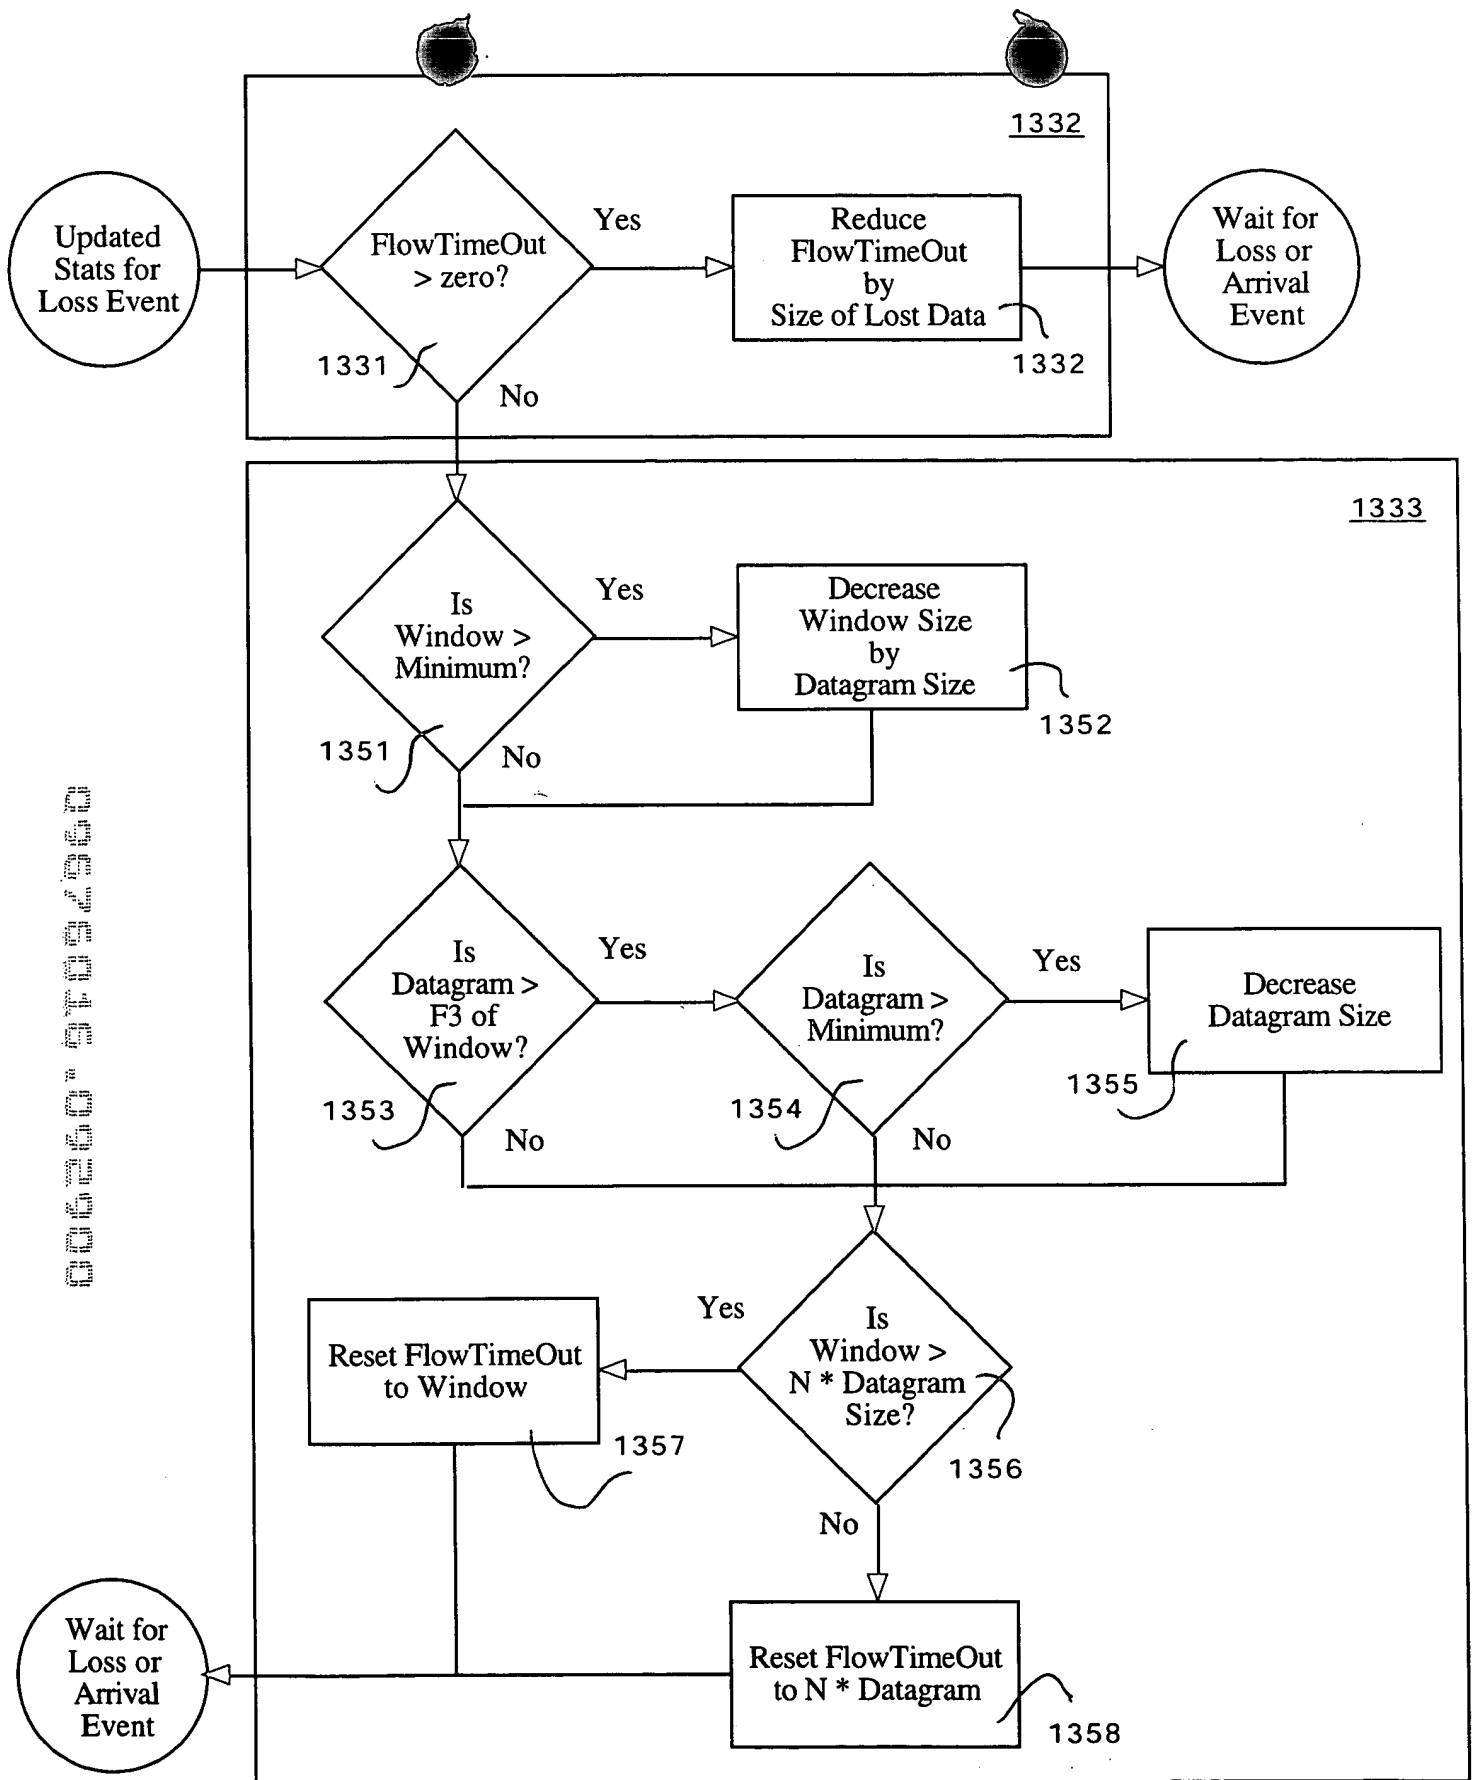 1332
Updated
Stats for
Loss Event
FlowTimeOut
> zero?
Yes
Reduce
FlowTimeOut
by
Size of Lost Data
Wait for
Loss or
Arrival
Event
1331
1332
No
1333
Is
Window >
Minimum?
Yes
Decrease
Window Size
by
Datagram Size
1351
No
1352
Is
Datagram >
F3 of
Window?
Yes
Is
Datagram >
Minimum?
Yes
Decrease
Datagram Size
1353
No
1354
No
1355
Reset FlowTimeOut
to Window
Yes
Is
Window >
N * Datagram
Size?
1357
1356
No
Wait for
Loss or
Arrival
Event
Reset FlowTimeOut
to N * Datagram
1358